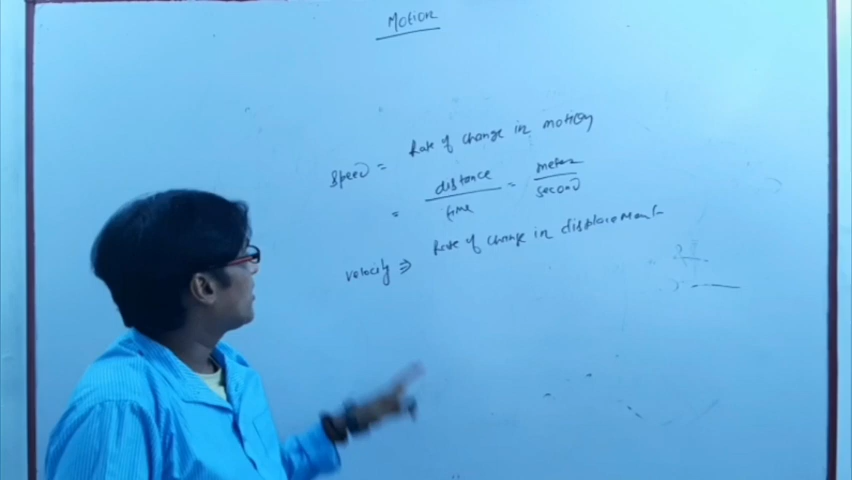 Motion
Speed = Rate of change in motion
= distance / time = meter / second
velocity ⇒ Rate of change in displacement